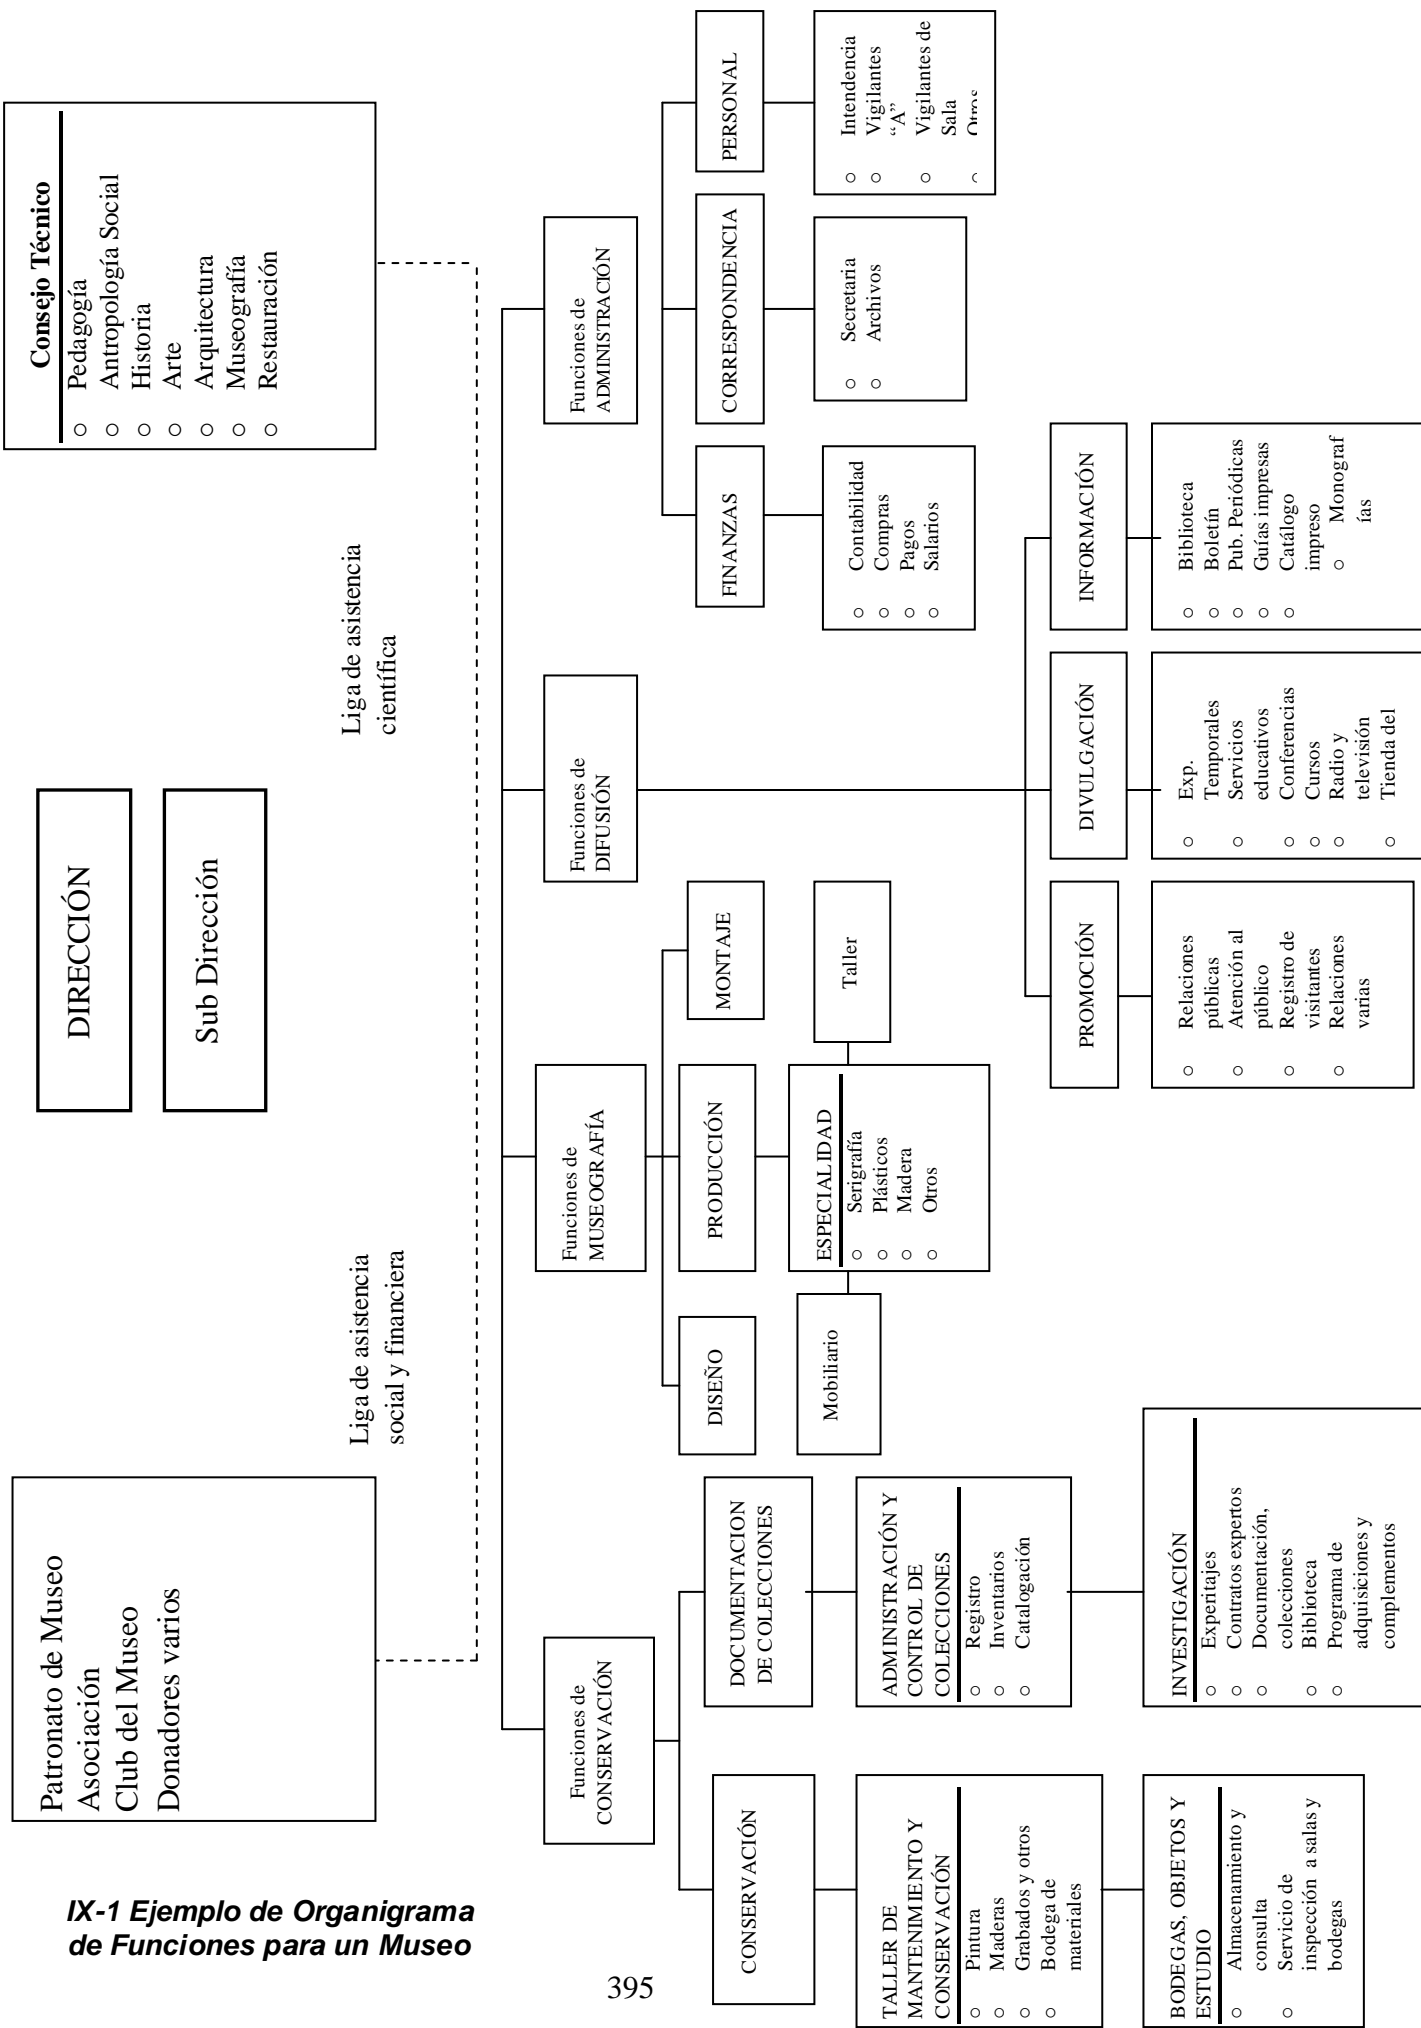 Patronato de Museo
Asociación
Club del Museo
Donadores varios
DIRECCIÓN
Sub Dirección
Consejo Técnico
○ Pedagogía
○ Antropología Social
○ Historia
○ Arte
○ Arquitectura
○ Museografía
○ Restauración
Liga de asistencia
social y financiera
Liga de asistencia
científica
Funciones de
CONSERVACIÓN
CONSERVACIÓN
TALLER DE
MANTENIMIENTO Y
CONSERVACIÓN
○ Pintura
○ Maderas
○ Grabados y otros
○ Bodega de
materiales
BODEGAS, OBJETOS Y
ESTUDIO
○ Almacenamiento y
consulta
○ Servicio de
inspección a salas y
bodegas
DOCUMENTACION
DE COLECCIONES
ADMINISTRACIÓN Y
CONTROL DE
COLECCIONES
○ Registro
○ Inventarios
○ Catalogación
INVESTIGACIÓN
○ Experitajes
○ Contratos expertos
○ Documentación,
colecciones
○ Biblioteca
○ Programa de
adquisiciones y
complementos
Funciones de
MUSEOGRAFÍA
DISEÑO
PRODUCCIÓN
MONTAJE
Mobiliario
ESPECIALIDAD
○ Serigrafía
○ Plásticos
○ Madera
○ Otros
Taller
Funciones de
DIFUSIÓN
PROMOCIÓN
○ Relaciones
públicas
○ Atención al
público
○ Registro de
visitantes
○ Relaciones
varias
DIVULGACIÓN
○ Exp.
Temporales
○ Servicios
educativos
○ Conferencias
○ Cursos
○ Radio y
televisión
○ Tienda del
INFORMACIÓN
○ Biblioteca
○ Boletín
○ Pub. Periódicas
○ Guías impresas
○ Catálogo
impreso
○ Monograf
ías
Funciones de
ADMINISTRACIÓN
FINANZAS
○ Contabilidad
○ Compras
○ Pagos
○ Salarios
CORRESPONDENCIA
○ Secretaria
○ Archivos
PERSONAL
○ Intendencia
○ Vigilantes
“A”
○ Vigilantes de
Sala
○ Otros
IX-1 Ejemplo de Organigrama
de Funciones para un Museo
395